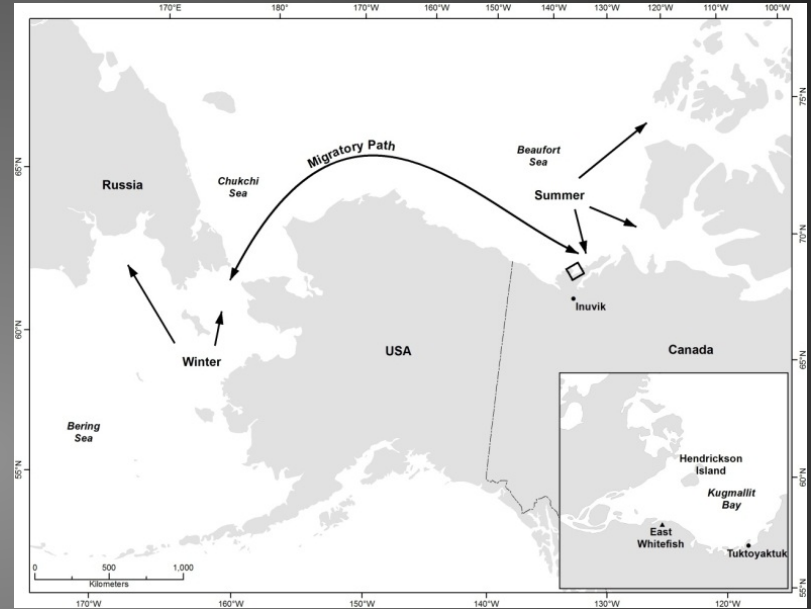 170°E 180° 170°W 160°W 150°W 140°W 130°W 120°W 110°W 100°W
75°N
65°N
Migratory Path
Beaufort
Sea
Russia
Chukchi
Sea
Summer
70°N
Inuvik
60°N
USA
Canada
Winter
65°N
Bering
Sea
55°N
Hendrickson
Island
60°N
Kugmallit
Bay
East
Whitefish
Tuktoyaktuk
0 500 1,000
Kilometers
55°N
170°W 160°W 150°W 140°W 130°W 120°W